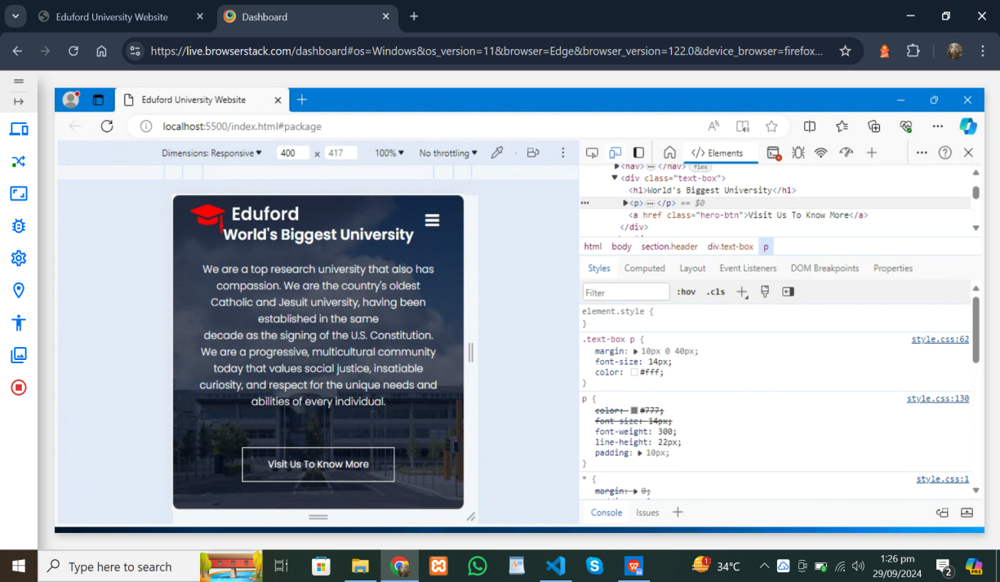 Eduford University Website
Dashboard
https://live.browserstack.com/dashboard#os=Windows&os_version=11&browser=Edge&browser_version=122.0&device_browser=firefox...
Eduford University Website
localhost:5500/index.html#package
Dimensions: Responsive 400 x 417 100% No throttling
Elements
<nav> </nav> flex
<div class="text-box">
<h1>World's Biggest University</h1>
<p> </p> == $0
<a href class="hero-btn">Visit Us To Know More</a>
</div>
html body section.header div.text-box p
Styles Computed Layout Event Listeners DOM Breakpoints Properties
Filter :hov .cls
element.style {
}
.text-box p { style.css:62
margin: 10px 0 40px;
font-size: 14px;
color: #fff;
}
p { style.css:130
color: #777;
font-size: 14px;
font-weight: 300;
line-height: 22px;
padding: 10px;
}
* { style.css:1
margin: 0;
Console Issues
Eduford
World's Biggest University
We are a top research university that also has
compassion. We are the country's oldest
Catholic and Jesuit university, having been
established in the same
decade as the signing of the U.S. Constitution.
We are a progressive, multicultural community
today that values social justice, insatiable
curiosity, and respect for the unique needs and
abilities of every individual.
Visit Us To Know More
Type here to search
34°C
1:26 pm
29/09/2024